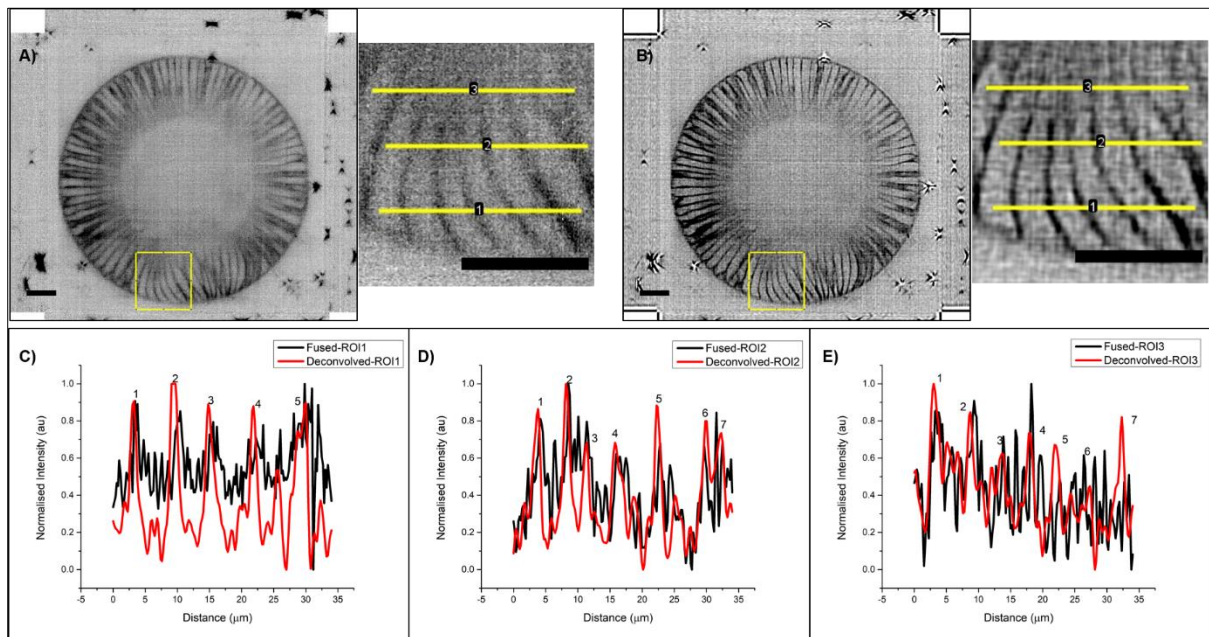 A)
3
2
1
B)
3
2
1
C)
Fused-ROI1
Deconvolved-ROI1
1
2
3
4
5
Normalised Intensity (au)
1.0
0.8
0.6
0.4
0.2
0.0
-5 0 5 10 15 20 25 30 35
Distance (μm)
D)
Fused-ROI2
Deconvolved-ROI2
1
2
3
4
5
6
7
Normalised Intensity (au)
1.0
0.8
0.6
0.4
0.2
0.0
-5 0 5 10 15 20 25 30 35
Distance (μm)
E)
Fused-ROI3
Deconvolved-ROI3
1
2
3
4
5
6
7
Normalised Intensity (au)
1.0
0.8
0.6
0.4
0.2
0.0
-5 0 5 10 15 20 25 30 35
Distance (μm)